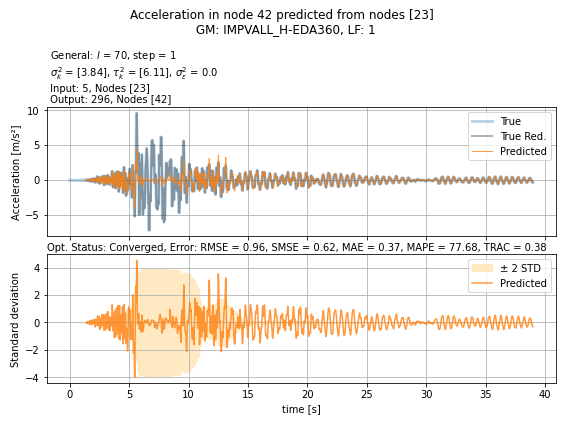 Acceleration in node 42 predicted from nodes [23]
GM: IMPVALL_H-EDA360, LF: 1
General: l = 70, step = 1
σ²ₖ = [3.84], τ²ₖ = [6.11], σ²ε = 0.0
Input: 5, Nodes [23]
Output: 296, Nodes [42]
10
5
0
−5
Acceleration [m/s²]
True
True Red.
Predicted
Opt. Status: Converged, Error: RMSE = 0.96, SMSE = 0.62, MAE = 0.37, MAPE = 77.68, TRAC = 0.38
4
2
0
−2
−4
Standard deviation
± 2 STD
Predicted
0 5 10 15 20 25 30 35 40
time [s]